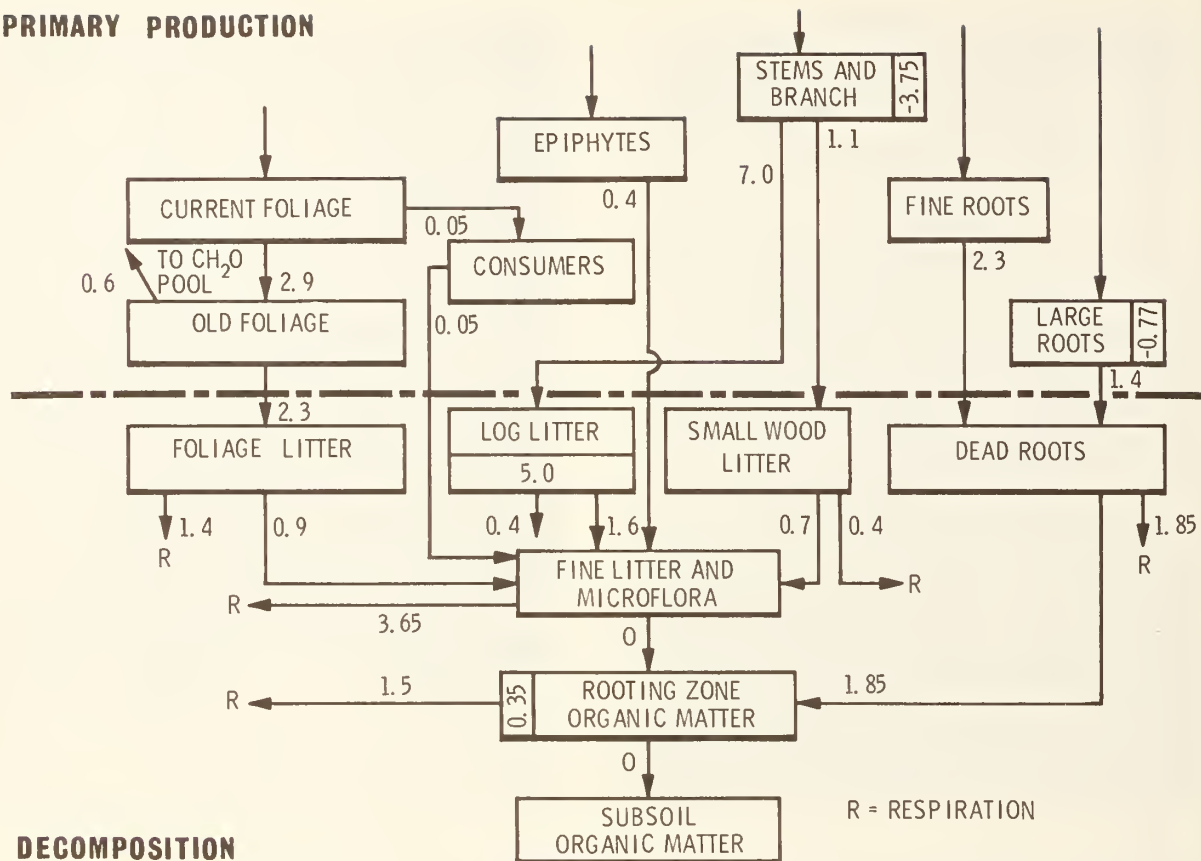 PRIMARY PRODUCTION
STEMS AND
BRANCH
-3.75
EPIPHYTES
1.1
7.0
CURRENT FOLIAGE
0.4
FINE ROOTS
0.05
TO CH₂O
POOL
0.6
2.9
CONSUMERS
2.3
OLD FOLIAGE
0.05
LARGE
ROOTS
-0.77
1.4
2.3
FOLIAGE LITTER
LOG LITTER
5.0
SMALL WOOD
LITTER
DEAD ROOTS
1.4
0.9
0.4
1.6
0.7
0.4
1.85
R
R
FINE LITTER AND
MICROFLORA
R
R
3.65
0
R
1.5
0.35
ROOTING ZONE
ORGANIC MATTER
1.85
0
SUBSOIL
ORGANIC MATTER
R = RESPIRATION
DECOMPOSITION